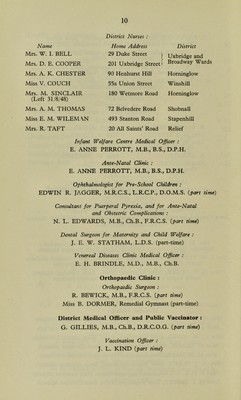 10
District Nurses :
Name Home Address District
Mrs. W. I. BELL 29 Duke Street Uxbridge and
Mrs. D. E. COOPER 201 Uxbridge Street Broadway Wards
Mrs. A. K. CHESTER 90 Henhurst Hill Horninglow
Miss V. COUCH 55a Union Street Winshill
Mrs. M. SINCLAIR 180 Wetmore Road Horninglow
(Left 31/8/48)
Mrs. A. M. THOMAS 72 Belvedere Road Shobnall
Miss E. M. WILEMAN 493 Stanton Road Stapenhill
Mrs. R. TAFT 20 All Saints' Road Relief
Infant Welfare Centre Medical Officer :
E. ANNE PERROTT, M.B., B.S., D.P.H.
Ante-Natal Clinic :
E. ANNE PERROTT, M.B., B.S., D.P.H.
Ophthalmologist for Pre-School Children :
EDWIN R. JAGGER, M.R.C.S., L.R.C.P., D.O.M.S. (part time)
Consultant for Puerperal Pyrexia, and for Ante-Natal
and Obstetric Complications :
N. L. EDWARDS, M.B., Ch.B., F.R.C.S. (part time)
Dental Surgeon for Maternity and Child Welfare :
J. E. W. STATHAM, L.D.S. (part-time)
Venereal Diseases Clinic Medical Officer :
E. H. BRINDLE, M.D., M.B., Ch.B.
Orthopaedic Clinic :
Orthopaedic Surgeon :
R. BEWICK, M.B., F.R.C.S. (part time)
Miss B. DORMER, Remedial Gymnast (part-time)
District Medical Officer and Public Vaccinator :
G. GILLIES, M.B., Ch.B., D.R.C.O.G. (part time)
Vaccination Officer :
J. L. KIND (part time)